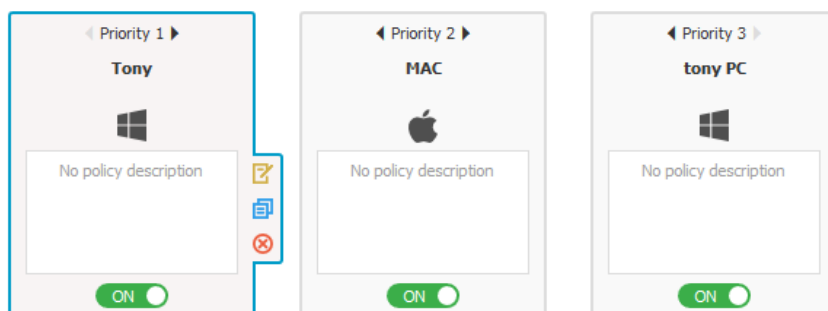 Priority 1
Tony
No policy description
ON
Priority 2
MAC
No policy description
ON
Priority 3
tony PC
No policy description
ON